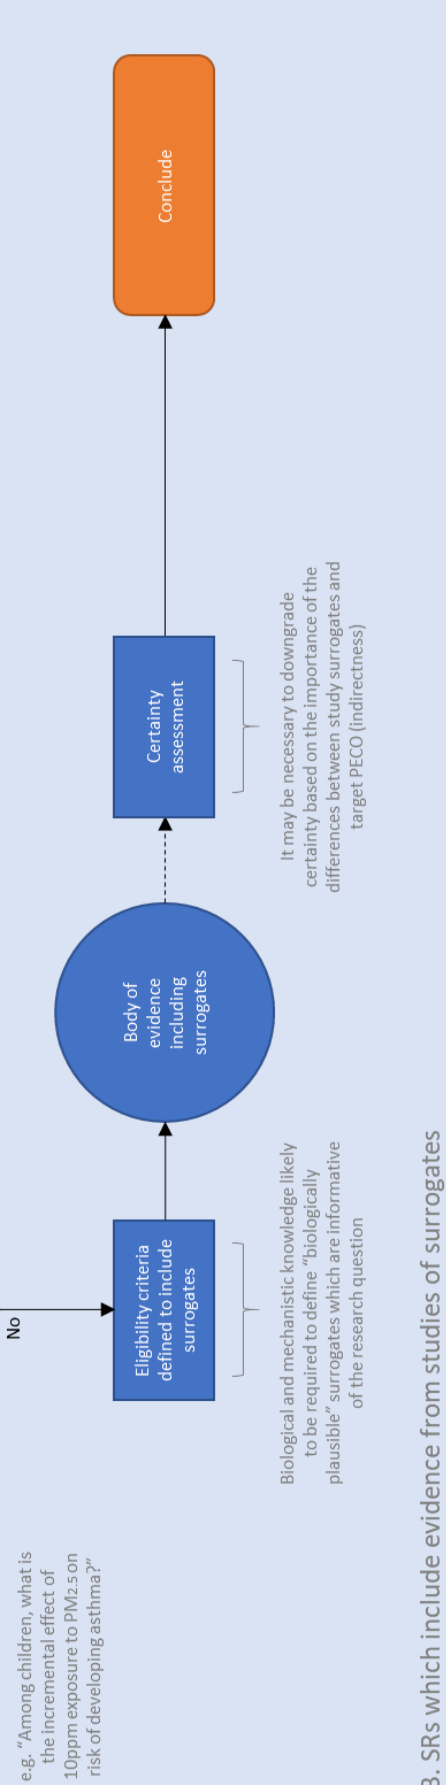 e.g. “Among children, what is
the incremental effect of
10ppm exposure to PM2.5 on
risk of developing asthma?”
No
Eligibility criteria
defined to include
surrogates
Biological and mechanistic knowledge likely
to be required to define “biologically
plausible” surrogates which are informative
of the research question
Body of
evidence
including
surrogates
Certainty
assessment
It may be necessary to downgrade
certainty based on the importance of the
differences between study surrogates and
target PECO (indirectness)
Conclude
B. SRs which include evidence from studies of surrogates